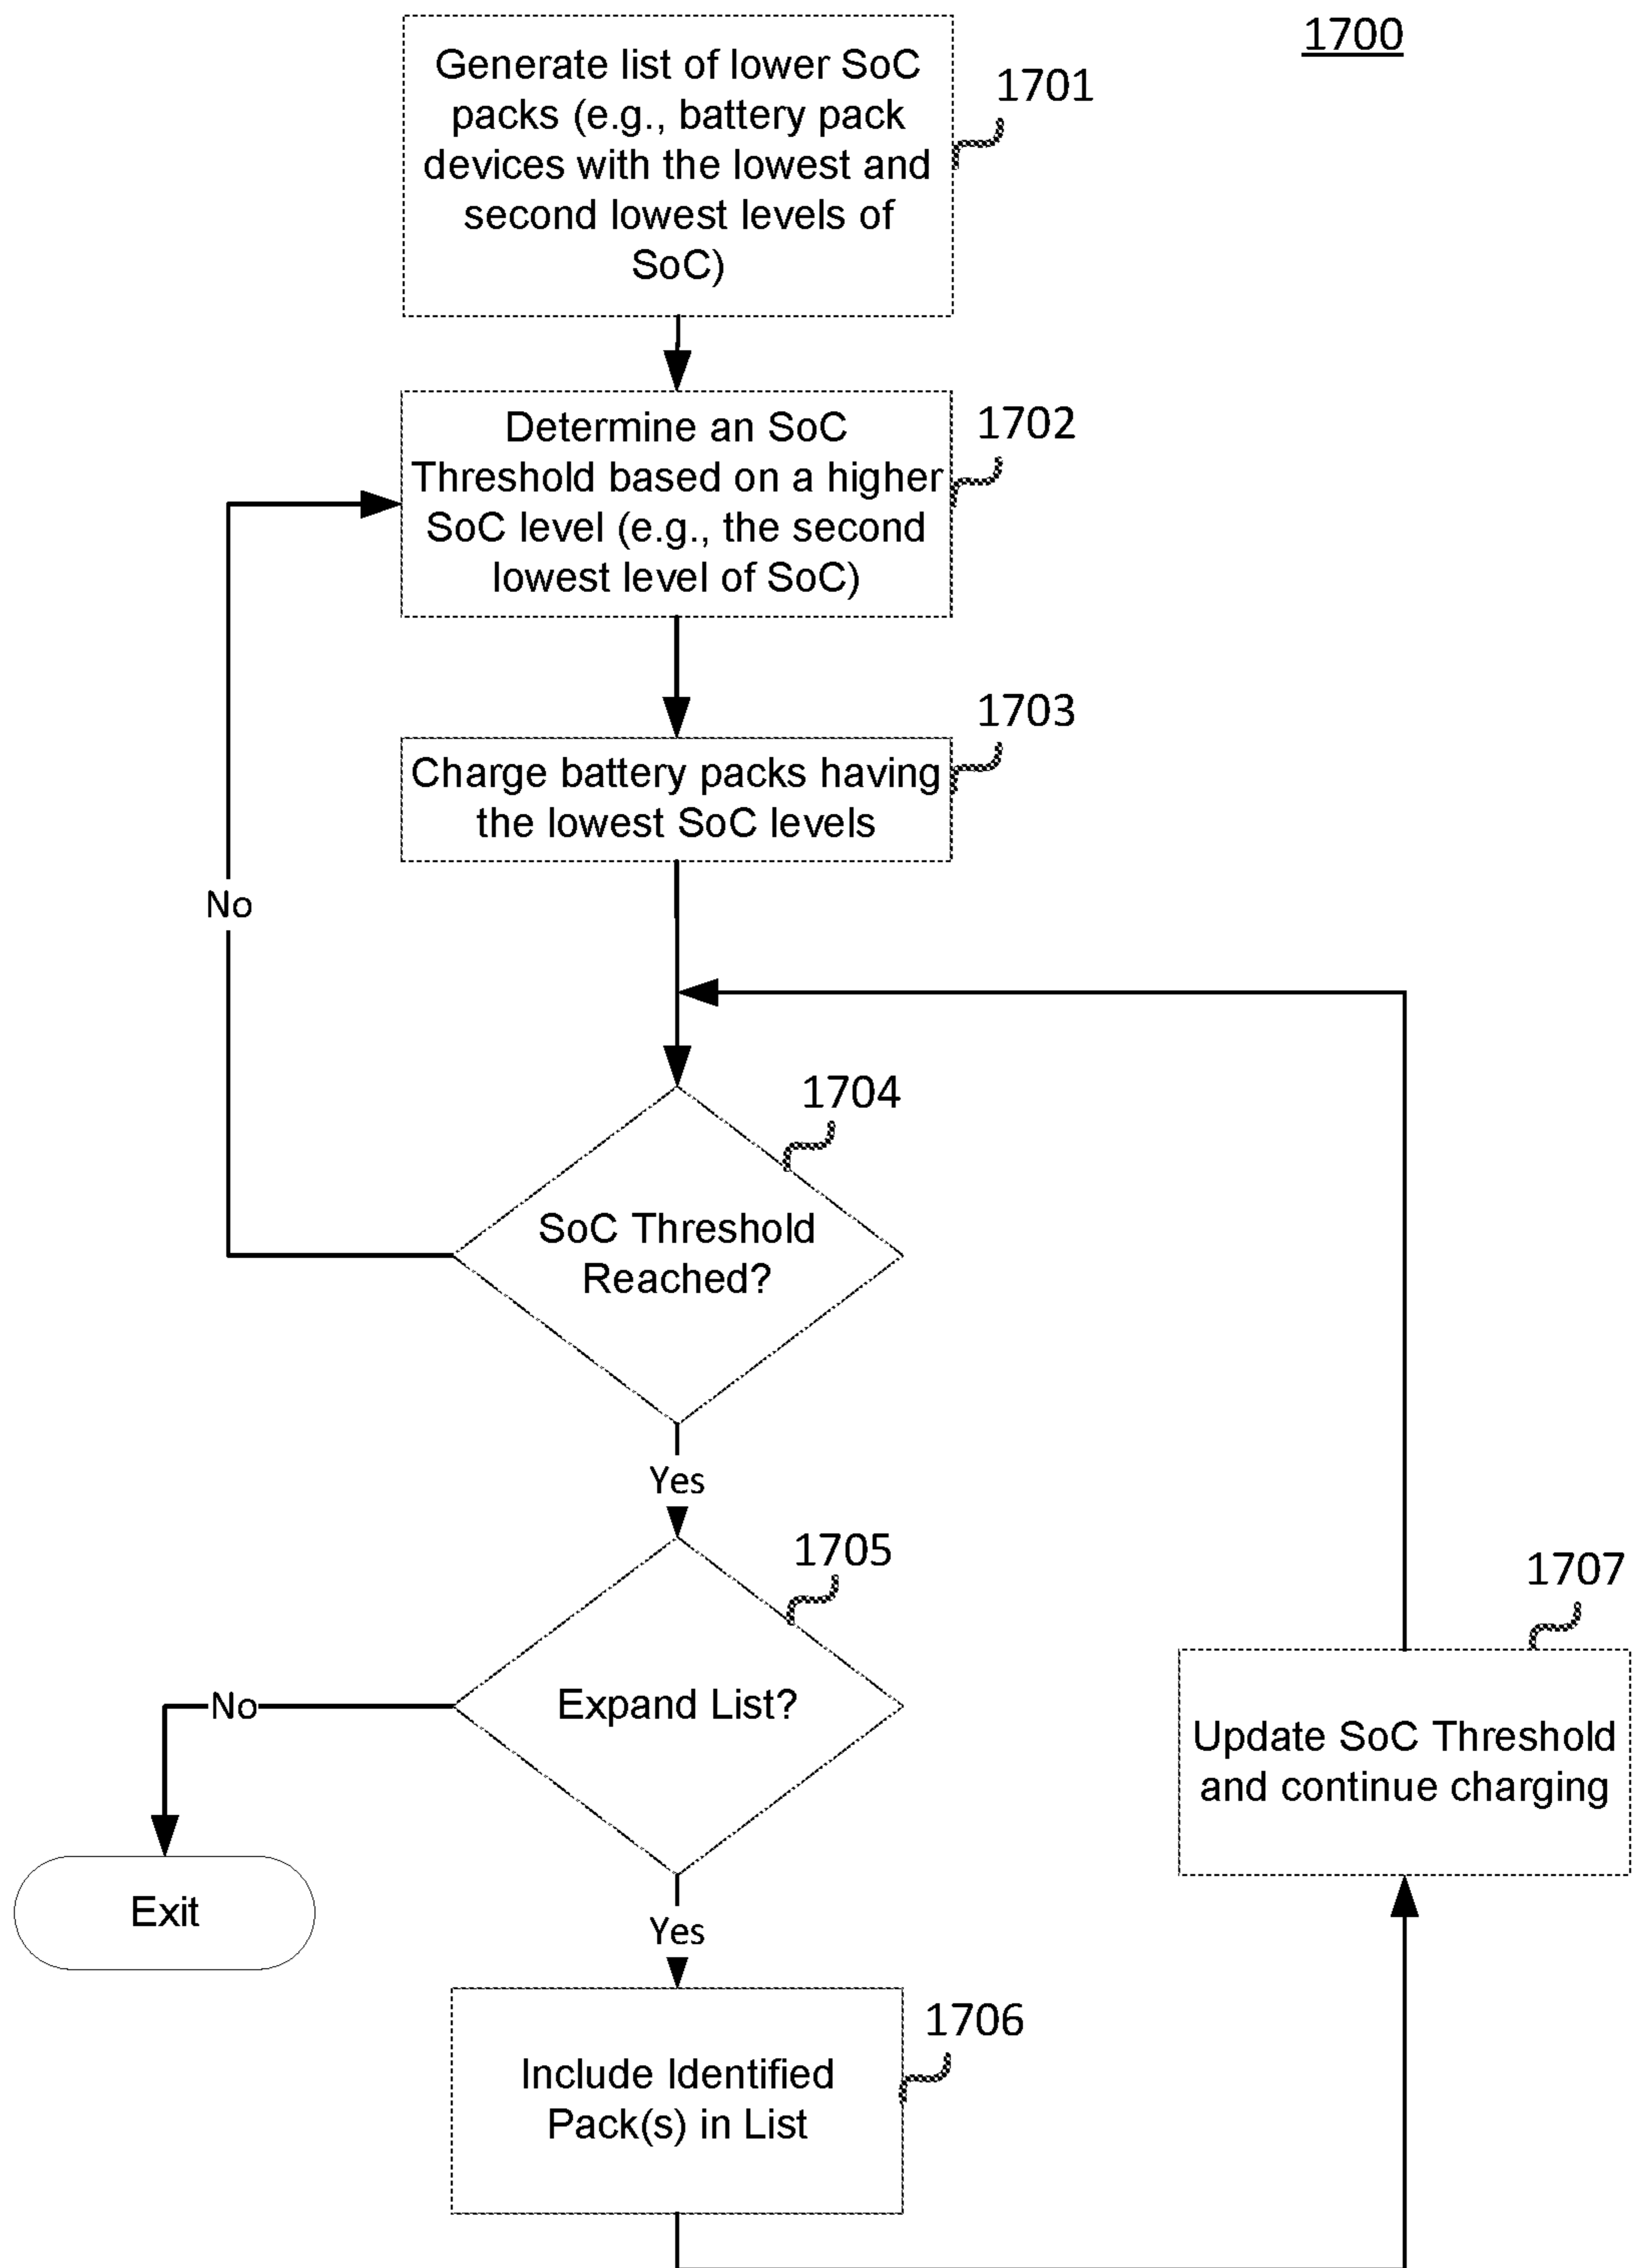 1700
Generate list of lower SoC
packs (e.g., battery pack
devices with the lowest and
second lowest levels of
SoC)
1701
Determine an SoC
Threshold based on a higher
SoC level (e.g., the second
lowest level of SoC)
1702
Charge battery packs having
the lowest SoC levels
1703
No
1704
SoC Threshold
Reached?
Yes
1705
Expand List?
No
Exit
Yes
1706
Include Identified
Pack(s) in List
1707
Update SoC Threshold
and continue charging